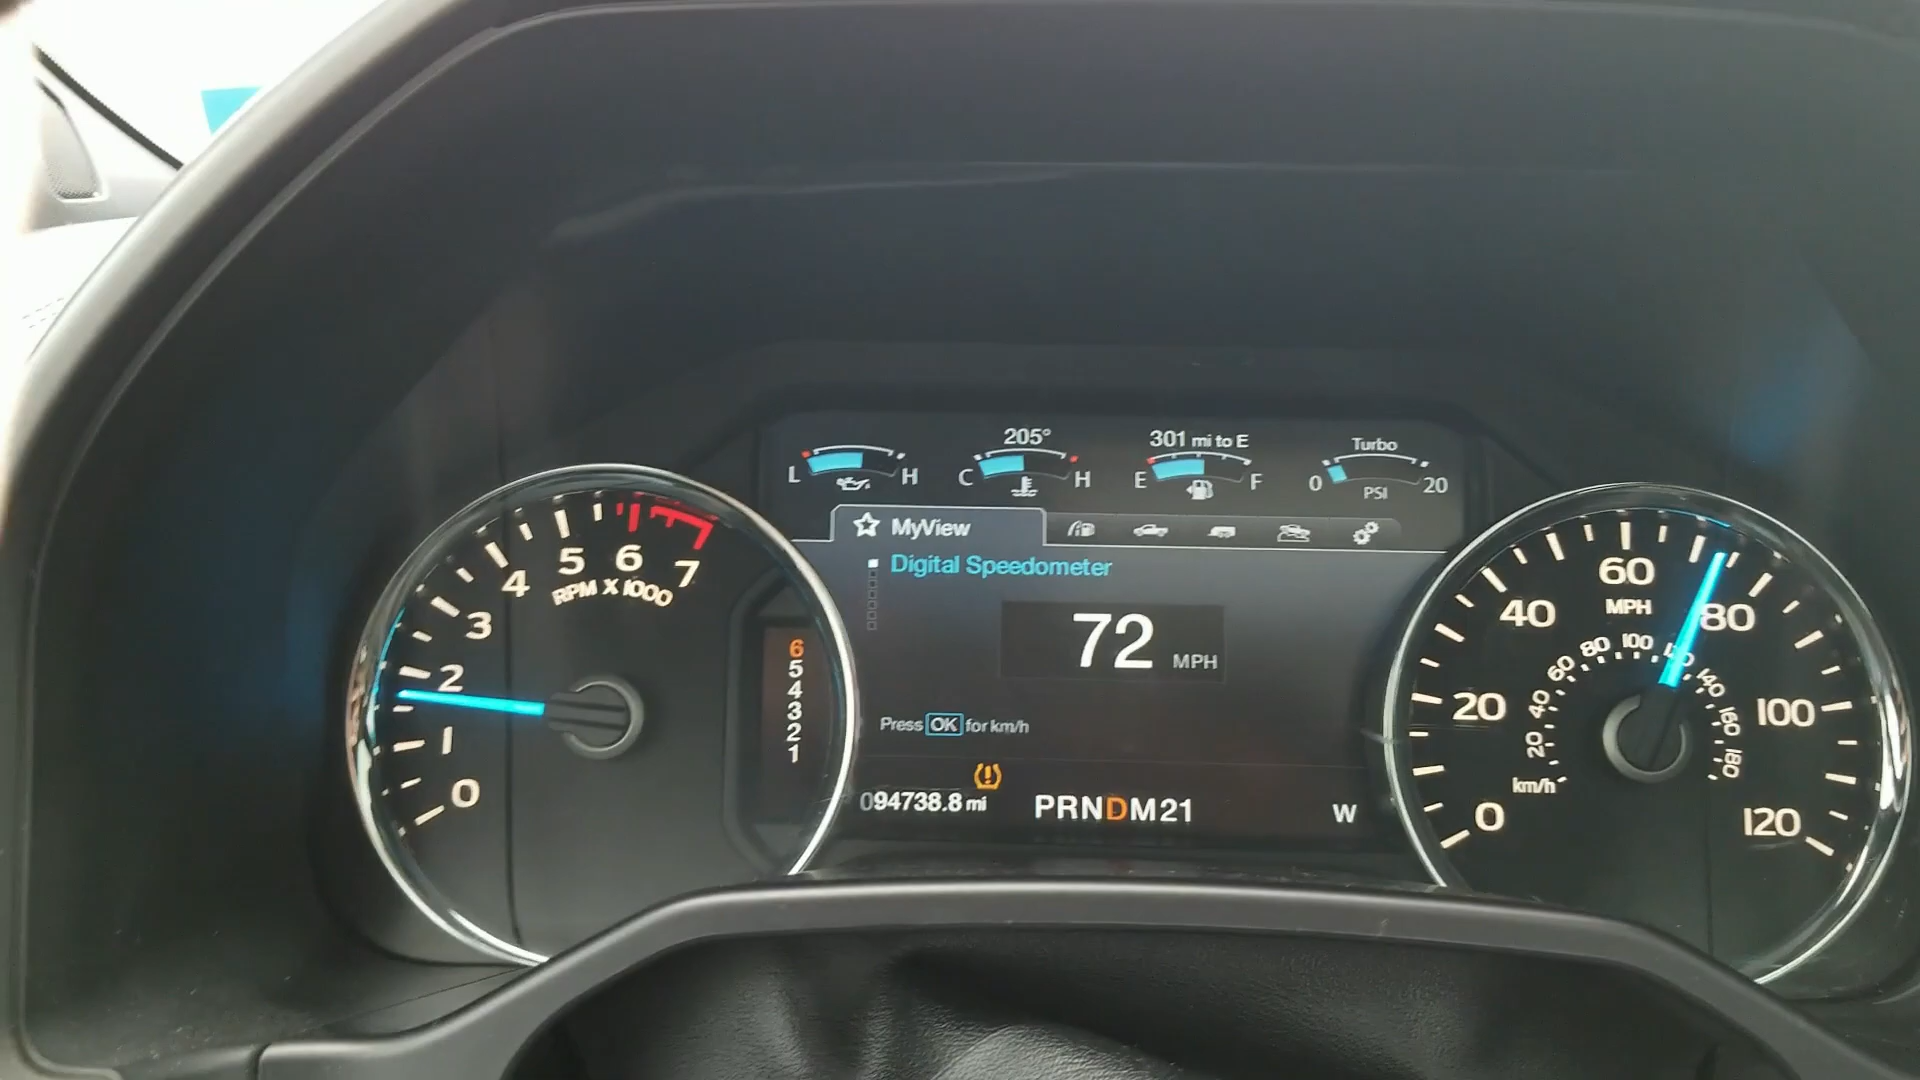 205°
301 mi to E
Turbo
L H
C H
E F
0 PSI 20
MyView
Digital Speedometer
72 MPH
Press OK for km/h
094738.8 mi
PRNDM21
W
6
5
4
3
2
1
0 1 2 3 4 5 6 7
RPM X 1000
0 20 40 60 80 100 120
MPH
20 40 60 80 100 120 140 160 180
km/h